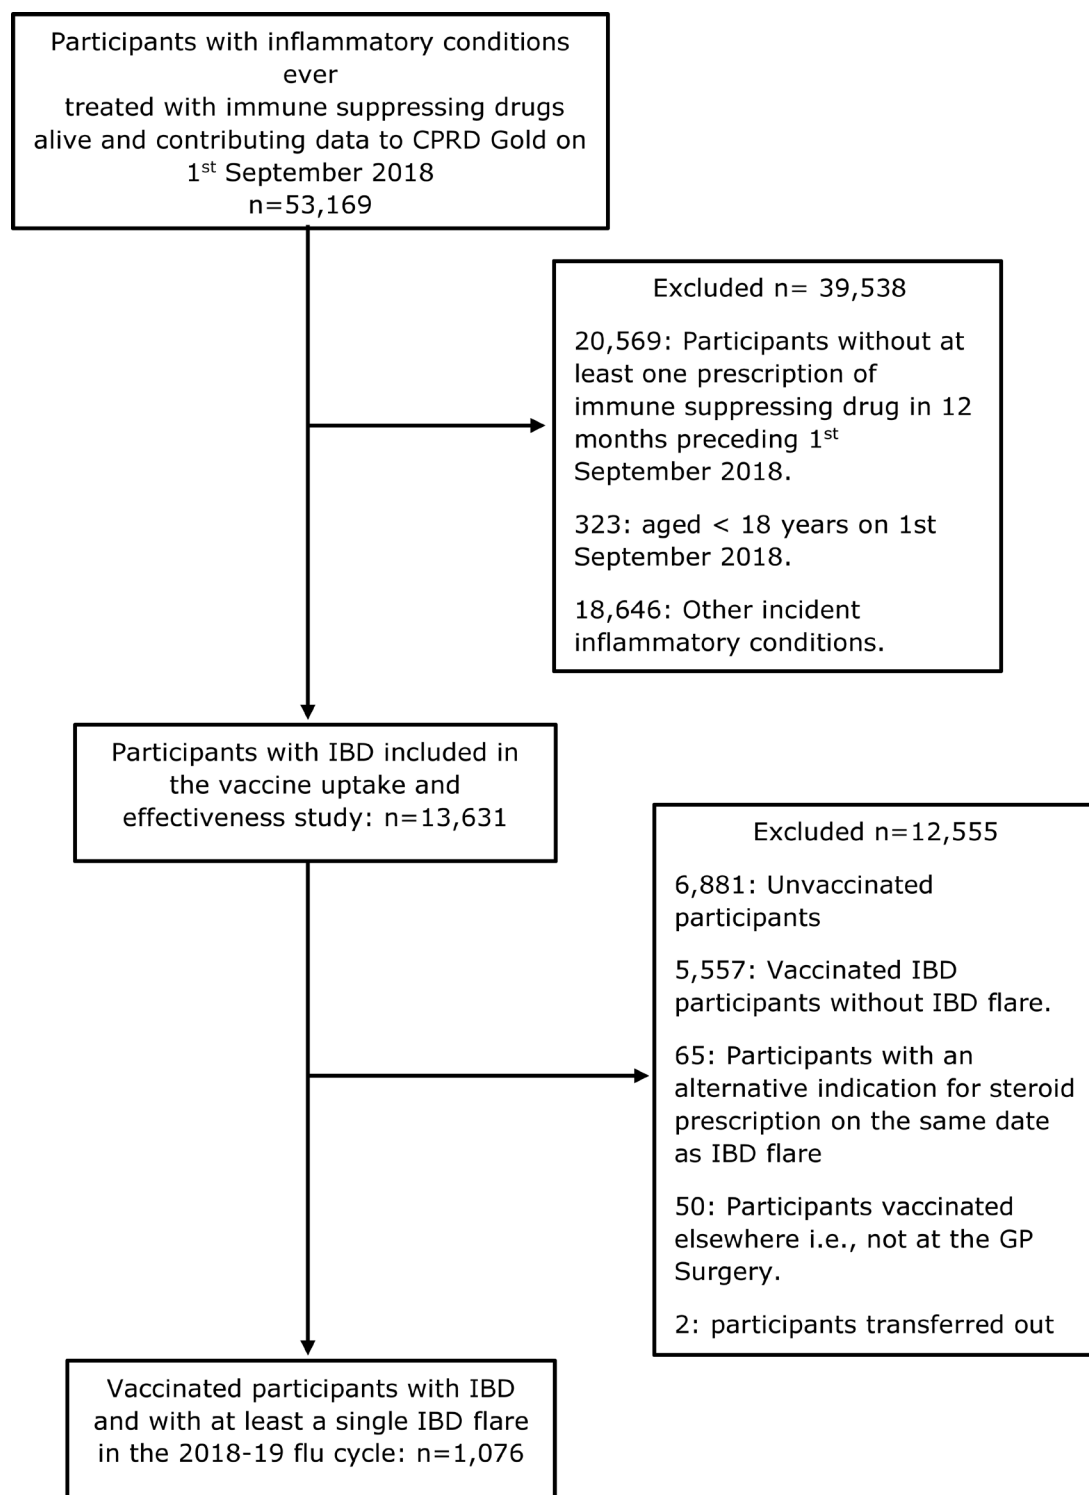 Participants with inflammatory conditions
ever
treated with immune suppressing drugs
alive and contributing data to CPRD Gold on
1st September 2018
n=53,169
Excluded n= 39,538
20,569: Participants without at
least one prescription of
immune suppressing drug in 12
months preceding 1st
September 2018.
323: aged < 18 years on 1st
September 2018.
18,646: Other incident
inflammatory conditions.
Participants with IBD included in
the vaccine uptake and
effectiveness study: n=13,631
Excluded n=12,555
6,881: Unvaccinated
participants
5,557: Vaccinated IBD
participants without IBD flare.
65: Participants with an
alternative indication for steroid
prescription on the same date
as IBD flare
50: Participants vaccinated
elsewhere i.e., not at the GP
Surgery.
2: participants transferred out
Vaccinated participants with IBD
and with at least a single IBD flare
in the 2018-19 flu cycle: n=1,076